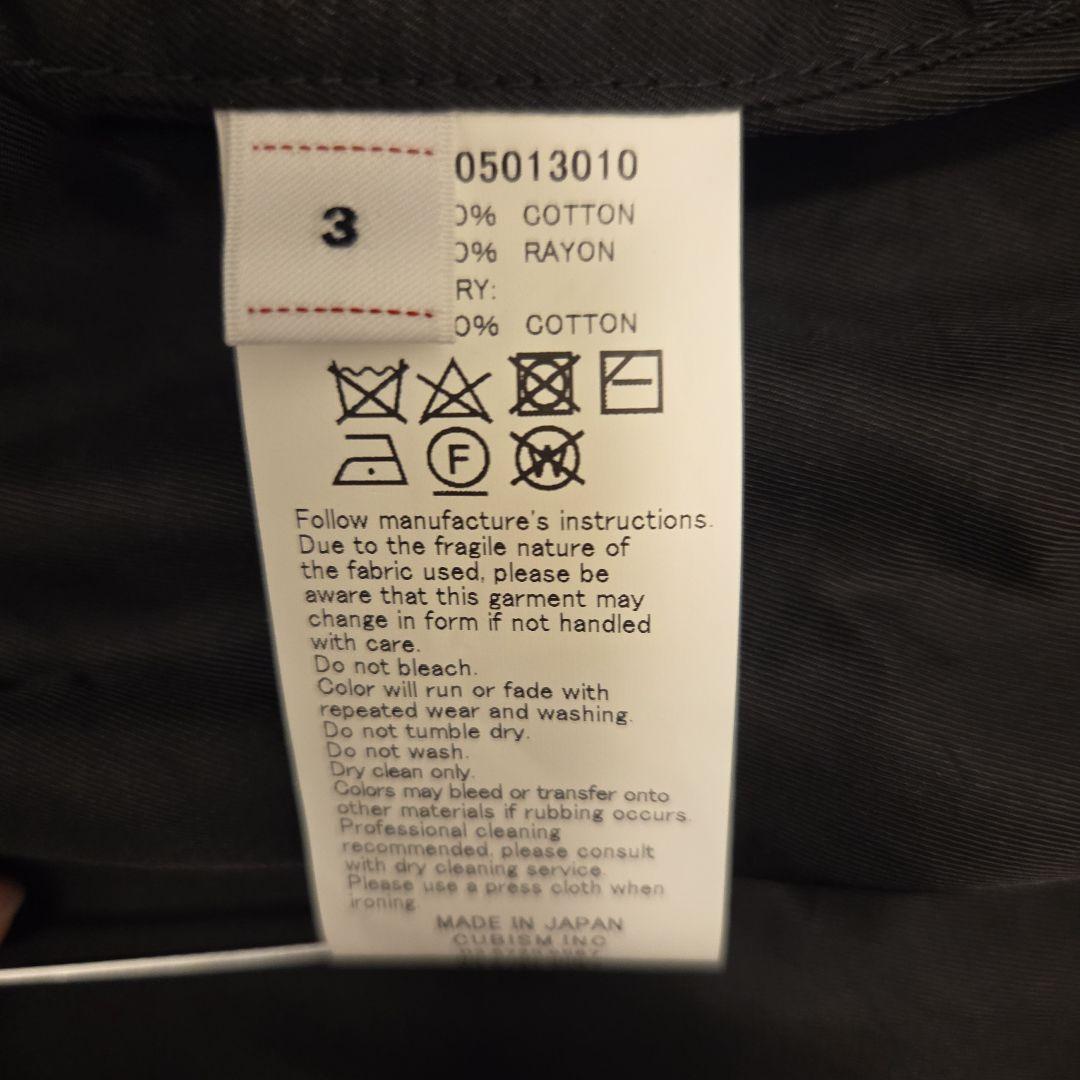 3
05013010
0% COTTON
0% RAYON
RY:
0% COTTON
F
W
Follow manufacture's instructions.
Due to the fragile nature of
the fabric used, please be
aware that this garment may
change in form if not handled
with care.
Do not bleach.
Color will run or fade with
repeated wear and washing.
Do not tumble dry.
Do not wash.
Dry clean only.
Colors may bleed or transfer onto
other materials if rubbing occurs.
Professional cleaning
recommended, please consult
with dry cleaning service.
Please use a press cloth when
ironing.
MADE IN JAPAN
CUBISM INC